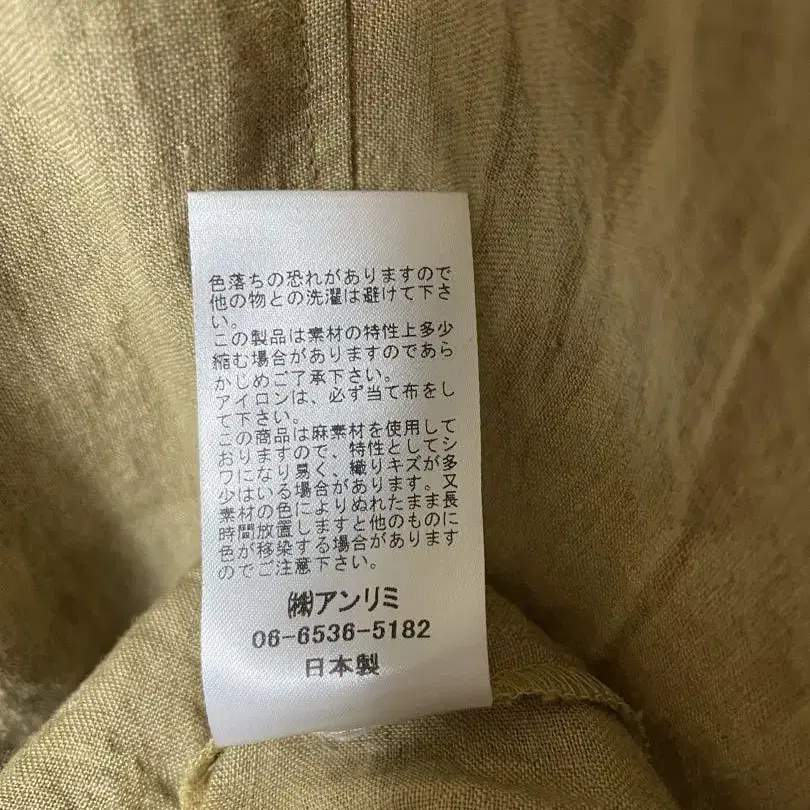 色落ちの恐れがありますので
他の物との洗濯は避けて下さ
い。
この製品は素材の特性上多少
縮む場合がありますのであら
かじめご了承下さい。
アイロンは、必ず当て布をし
て下さい。
この商品は麻素材を使用して
おりますので、特性としてシ
ワになり易く、織りキズが多
少はいる場合があります。又
素材の色によりぬれたまま長
時間放置しますと他のものに
色が移染する場合があります
のでご注意下さい。
㈱アンリミ
06-6536-5182
日本製